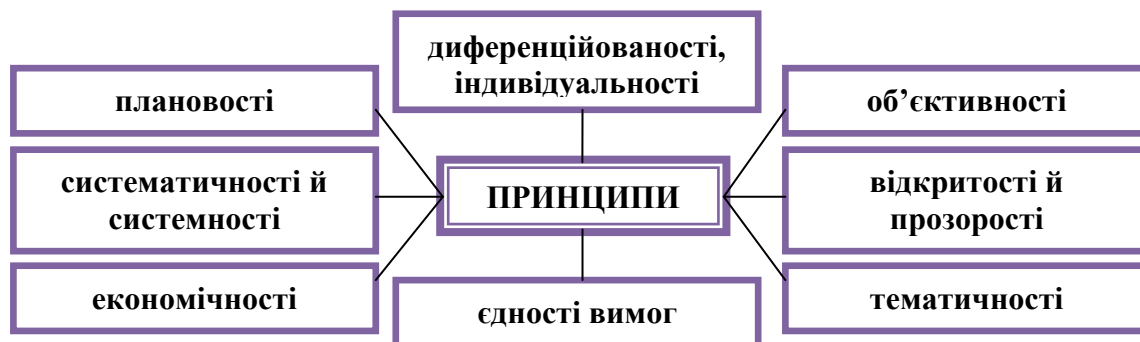 диференційованості,
індивідуальності
плановості
об’єктивності
систематичності й
системності
ПРИНЦИПИ
відкритості й
прозорості
економічності
єдності вимог
тематичності